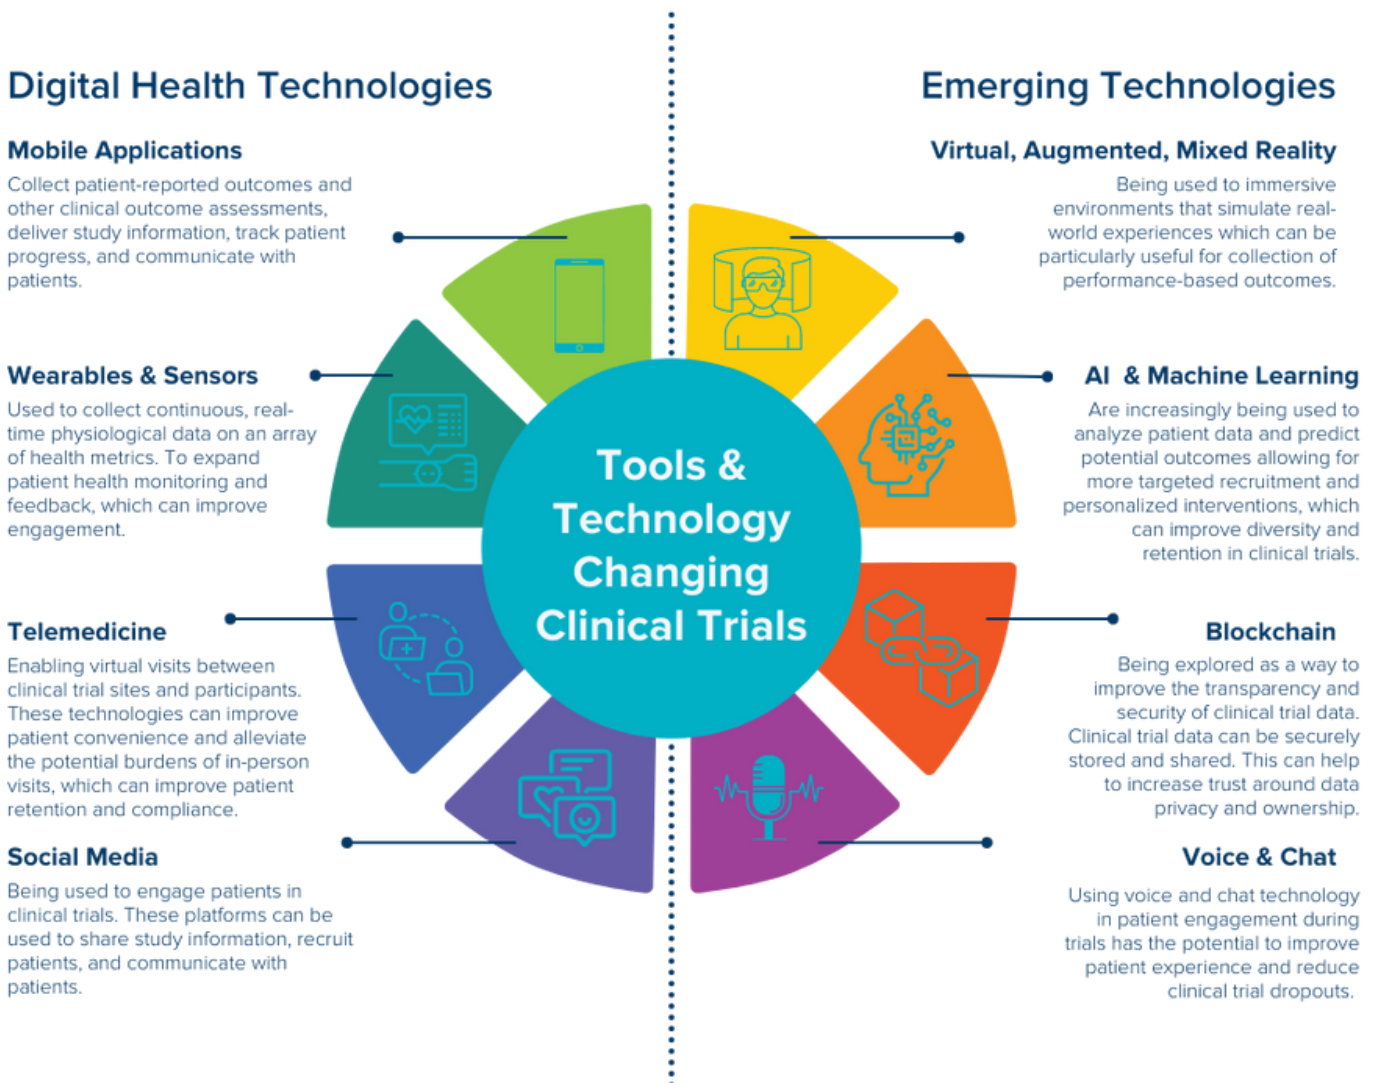 Digital Health Technologies
Mobile Applications
Collect patient-reported outcomes and
other clinical outcome assessments,
deliver study information, track patient
progress, and communicate with
patients.
Wearables & Sensors
Used to collect continuous, real-
time physiological data on an array
of health metrics. To expand
patient health monitoring and
feedback, which can improve
engagement.
Telemedicine
Enabling virtual visits between
clinical trial sites and participants.
These technologies can improve
patient convenience and alleviate
the potential burdens of in-person
visits, which can improve patient
retention and compliance.
Social Media
Being used to engage patients in
clinical trials. These platforms can be
used to share study information, recruit
patients, and communicate with
patients.
Tools &
Technology
Changing
Clinical Trials
Emerging Technologies
Virtual, Augmented, Mixed Reality
Being used to immersive
environments that simulate real-
world experiences which can be
particularly useful for collection of
performance-based outcomes.
AI & Machine Learning
Are increasingly being used to
analyze patient data and predict
potential outcomes allowing for
more targeted recruitment and
personalized interventions, which
can improve diversity and
retention in clinical trials.
Blockchain
Being explored as a way to
improve the transparency and
security of clinical trial data.
Clinical trial data can be securely
stored and shared. This can help
to increase trust around data
privacy and ownership.
Voice & Chat
Using voice and chat technology
in patient engagement during
trials has the potential to improve
patient experience and reduce
clinical trial dropouts.